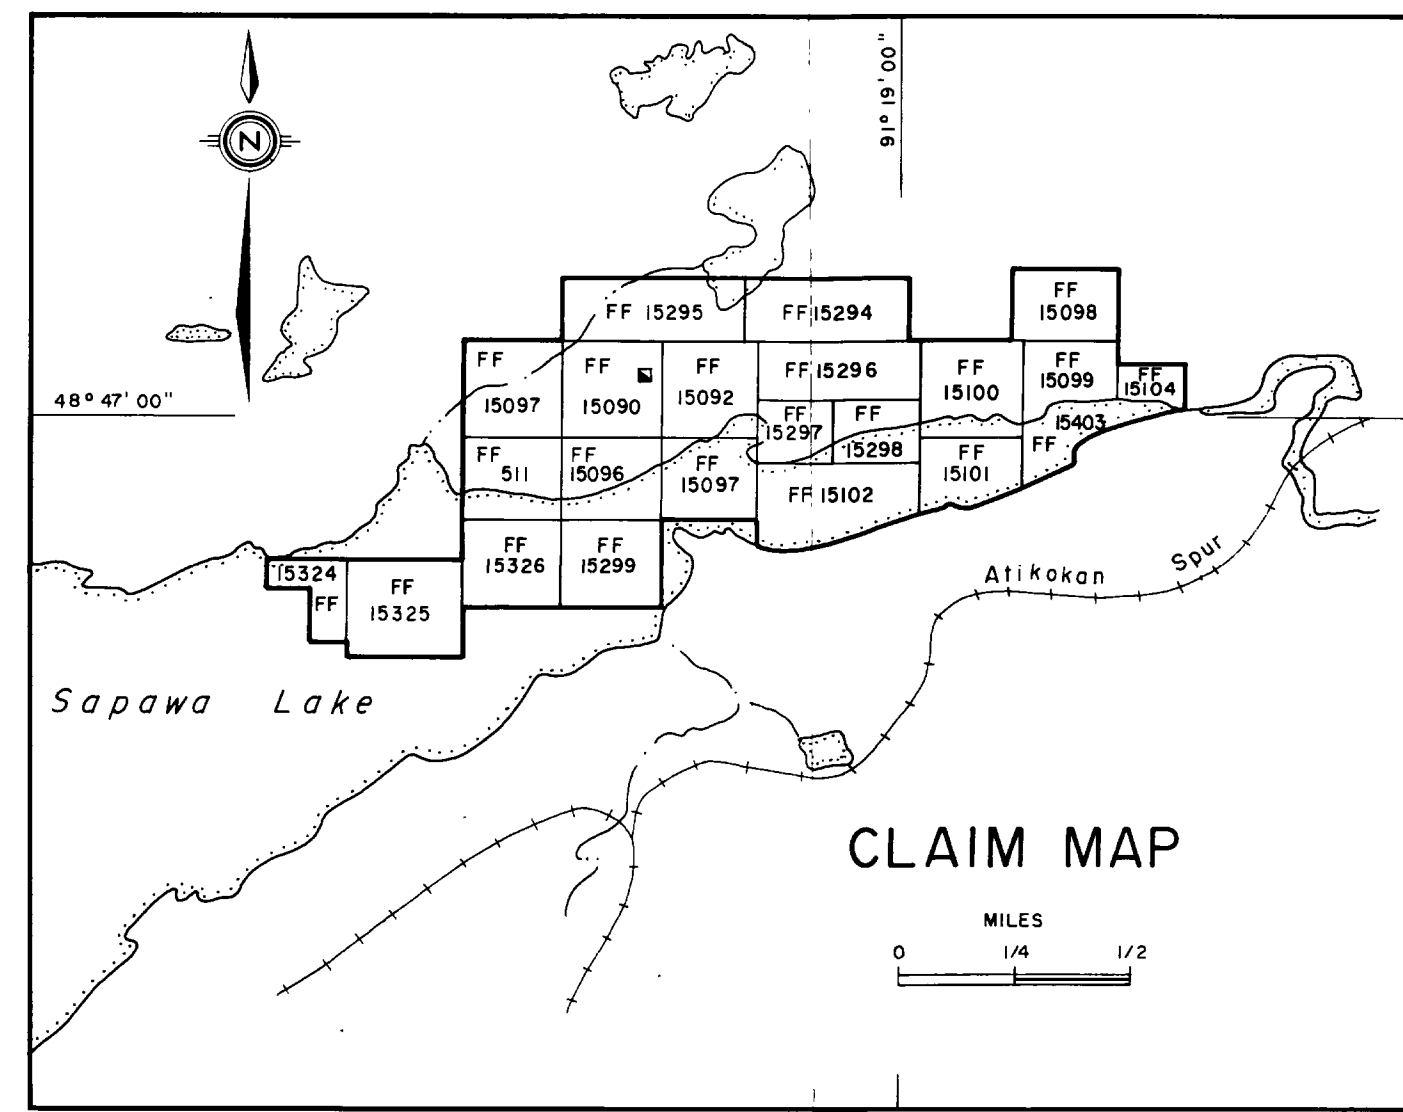 91°19'00"
N
FF 15295
FF 15294
FF
15098
48° 47' 00"
FF
15097
FF
15090
FF
15092
FF 15296
FF
15100
FF
15099
FF
15104
FF
15297
FF
15298
15403
FF
FF
511
FF
15096
FF
15097
FF 15102
FF
15101
FF
15326
FF
15299
15324
FF
FF
15325
Atikokan Spur
Sapawa Lake
CLAIM MAP
MILES
0 1/4 1/2